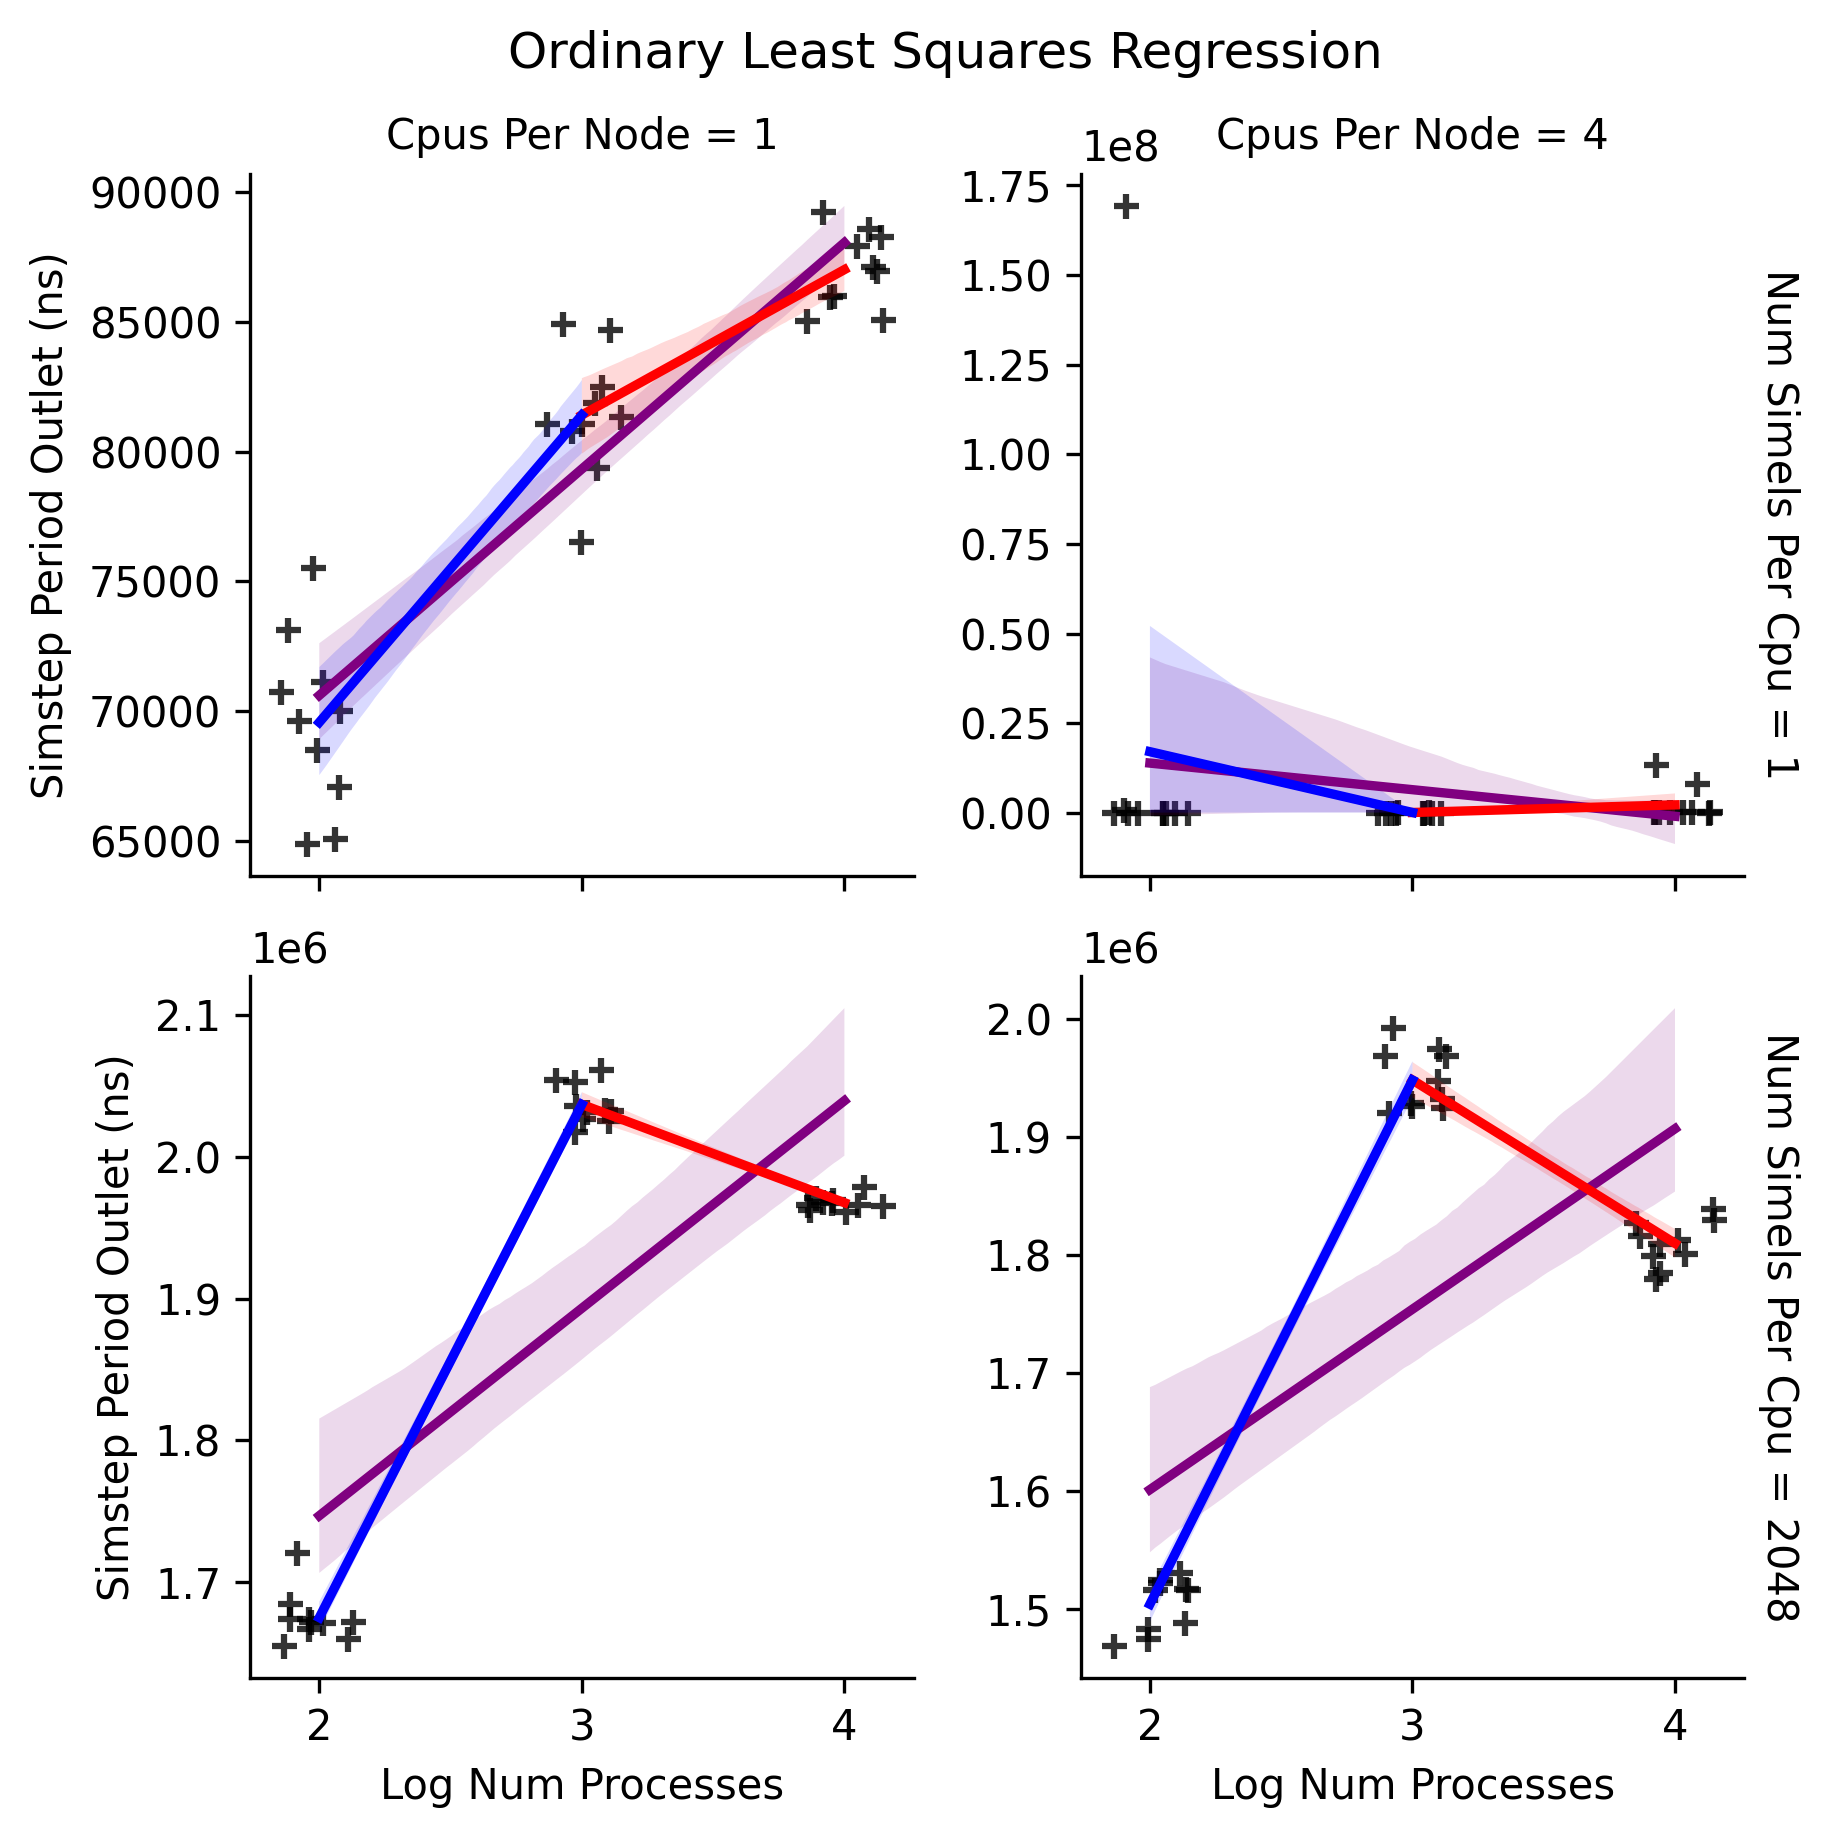 Ordinary Least Squares Regression
Cpus Per Node = 1
Cpus Per Node = 4
Simstep Period Outlet (ns)
90000
85000
80000
75000
70000
65000
1e8
1.75
1.50
1.25
1.00
0.75
0.50
0.25
0.00
Num Simels Per Cpu = 1
Simstep Period Outlet (ns)
1e6
2.1
2.0
1.9
1.8
1.7
2
3
4
Log Num Processes
1e6
2.0
1.9
1.8
1.7
1.6
1.5
2
3
4
Log Num Processes
Num Simels Per Cpu = 2048